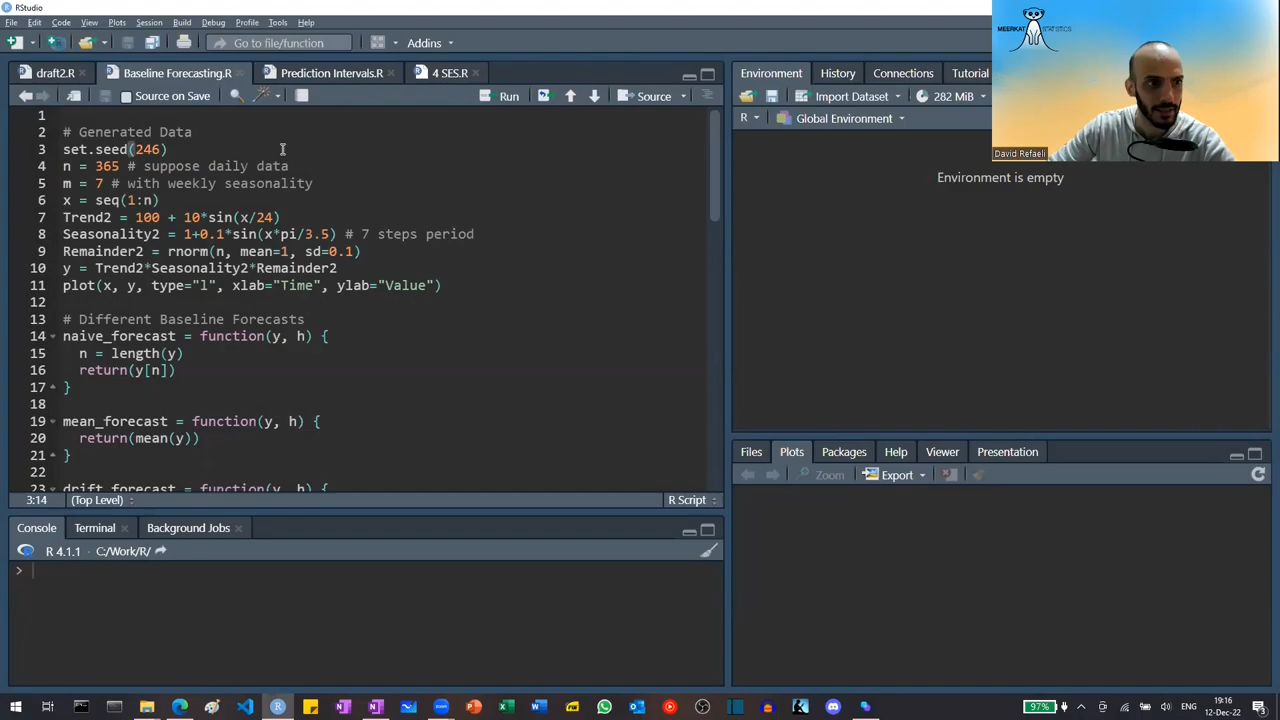 RStudio
File Edit Code View Plots Session Build Debug Profile Tools Help
Go to file/function Addins
draft2.R Baseline Forecasting.R Prediction Intervals.R 4 SES.R
Source on Save Run Source
1
2 # Generated Data
3 set.seed(246)
4 n = 365 # suppose daily data
5 m = 7 # with weekly seasonality
6 x = seq(1:n)
7 Trend2 = 100 + 10*sin(x/24)
8 Seasonality2 = 1+0.1*sin(x*pi/3.5) # 7 steps period
9 Remainder2 = rnorm(n, mean=1, sd=0.1)
10 y = Trend2*Seasonality2*Remainder2
11 plot(x, y, type="l", xlab="Time", ylab="Value")
12
13 # Different Baseline Forecasts
14 naive_forecast = function(y, h) {
15 n = length(y)
16 return(y[n])
17 }
18
19 mean_forecast = function(y, h) {
20 return(mean(y))
21 }
22
23 drift_forecast = function(y, h) {
3:14 (Top Level) R Script
Console Terminal Background Jobs
R 4.1.1 · C:/Work/R/
>
Environment History Connections Tutorial
Import Dataset 282 MiB
R Global Environment
Environment is empty
Files Plots Packages Help Viewer Presentation
Zoom Export
MEERKAT STATISTICS
David Refaeli
97% ENG 19:16
12-Dec-22